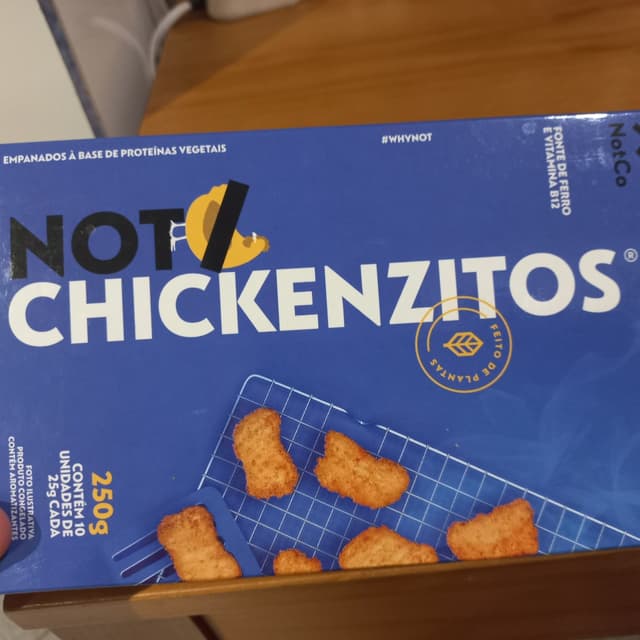 EMPANADOS À BASE DE PROTEÍNAS VEGETAIS
#WHYNOT
FONTE DE FERRO
E VITAMINA B12
NotCo
NOT
CHICKENZITOS®
FEITO DE PLANTAS
250g
CONTÉM 10
UNIDADES DE
25g CADA
FOTO ILUSTRATIVA
PRODUTO CONGELADO
CONTÉM AROMATIZANTES